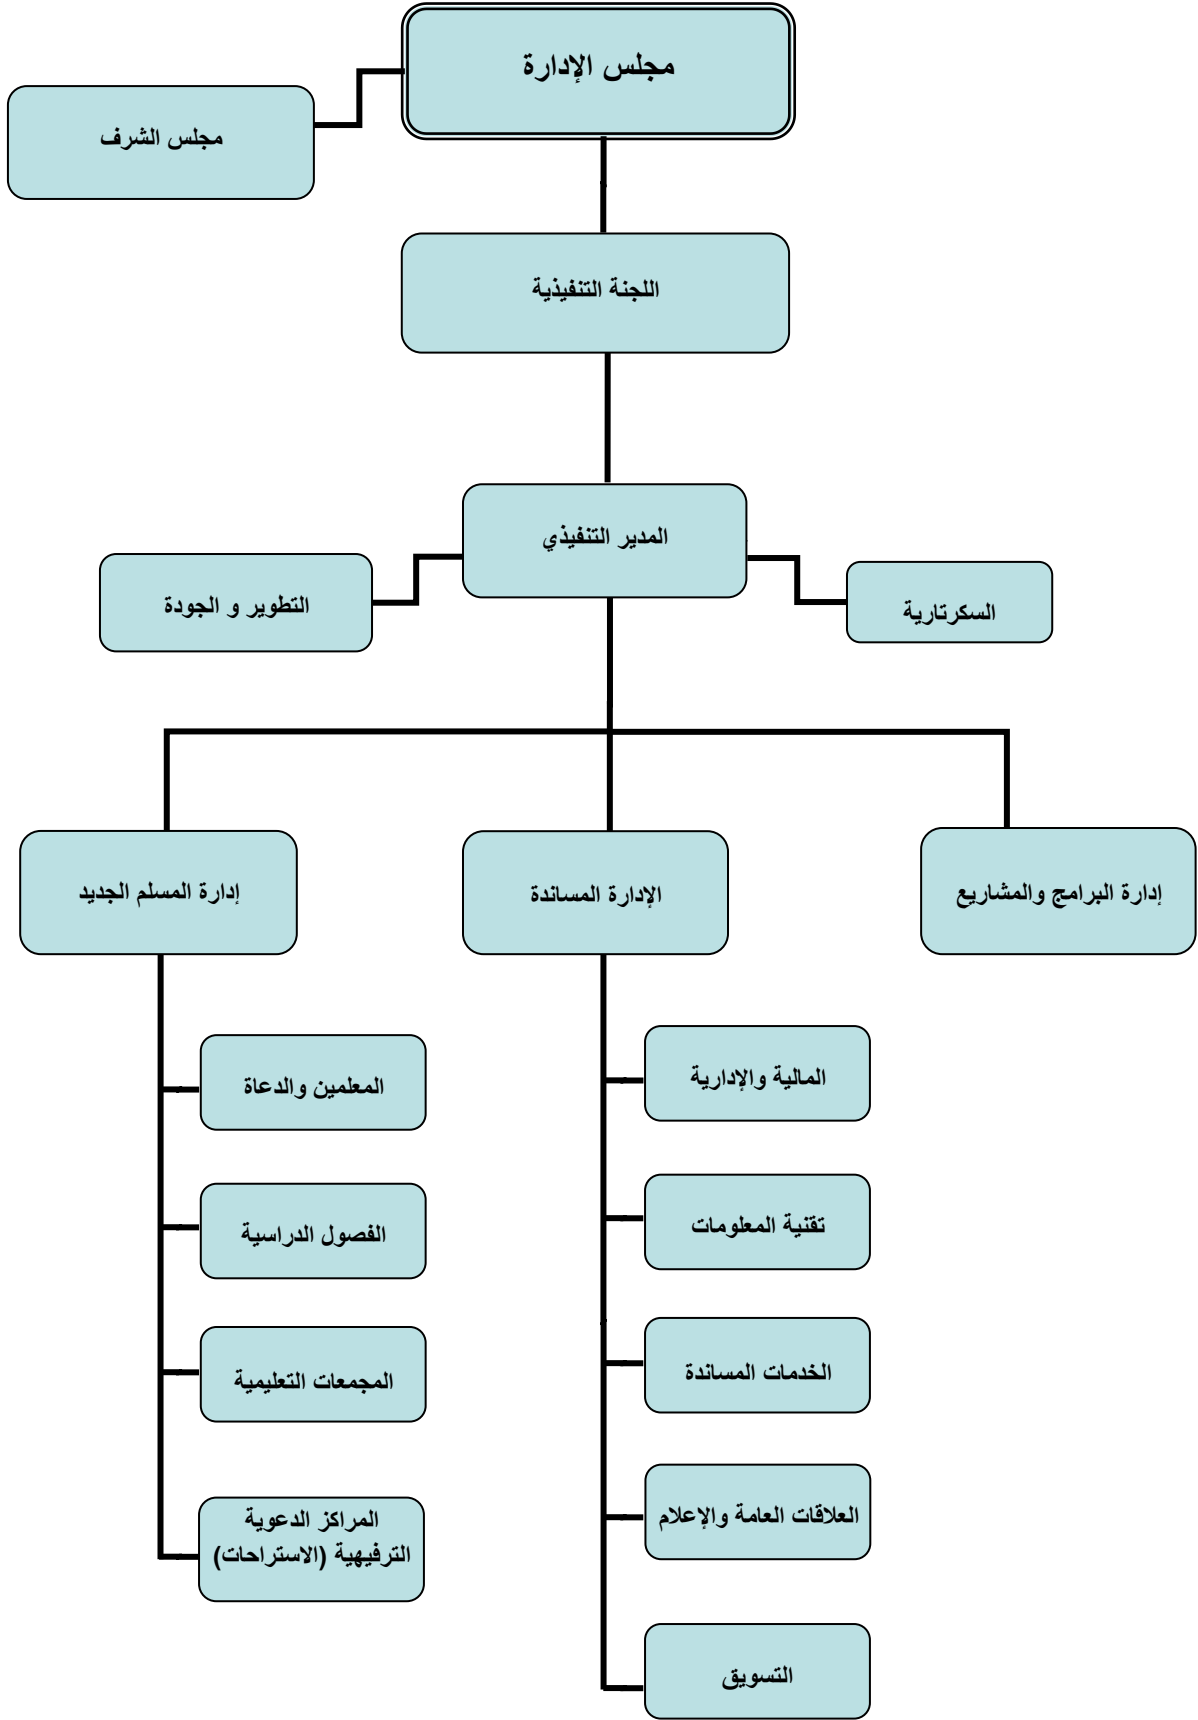 مجلس الإدارة
مجلس الشرف
اللجنة التنفيذية
المدير التنفيذي
السكرتارية
التطوير و الجودة
إدارة البرامج والمشاريع
الإدارة المساندة
إدارة المسلم الجديد
المالية والإدارية
تقنية المعلومات
الخدمات المساندة
العلاقات العامة والإعلام
التسويق
المعلمين والدعاة
الفصول الدراسية
المجمعات التعليمية
المراكز الدعوية
الترفيهية (الاستراحات)